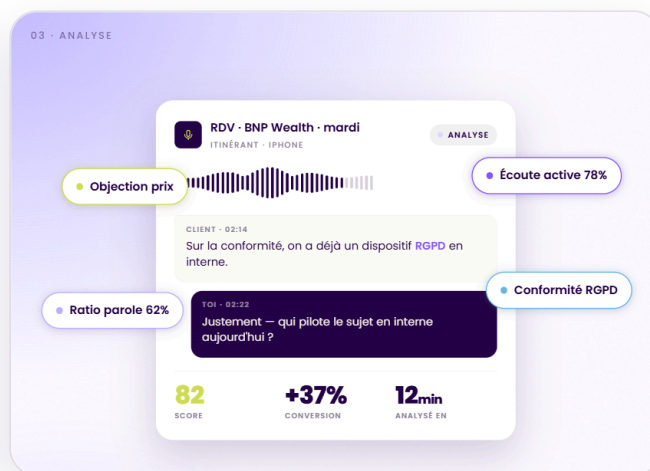 03 · ANALYSE
RDV · BNP Wealth · mardi
ITINÉRANT · IPHONE
ANALYSE
Objection prix
Écoute active 78%
CLIENT · 02:14
Sur la conformité, on a déjà un dispositif RGPD en
interne.
Conformité RGPD
Ratio parole 62%
TOI · 02:22
Justement — qui pilote le sujet en interne
aujourd'hui ?
82
SCORE
+37%
CONVERSION
12min
ANALYSÉ EN